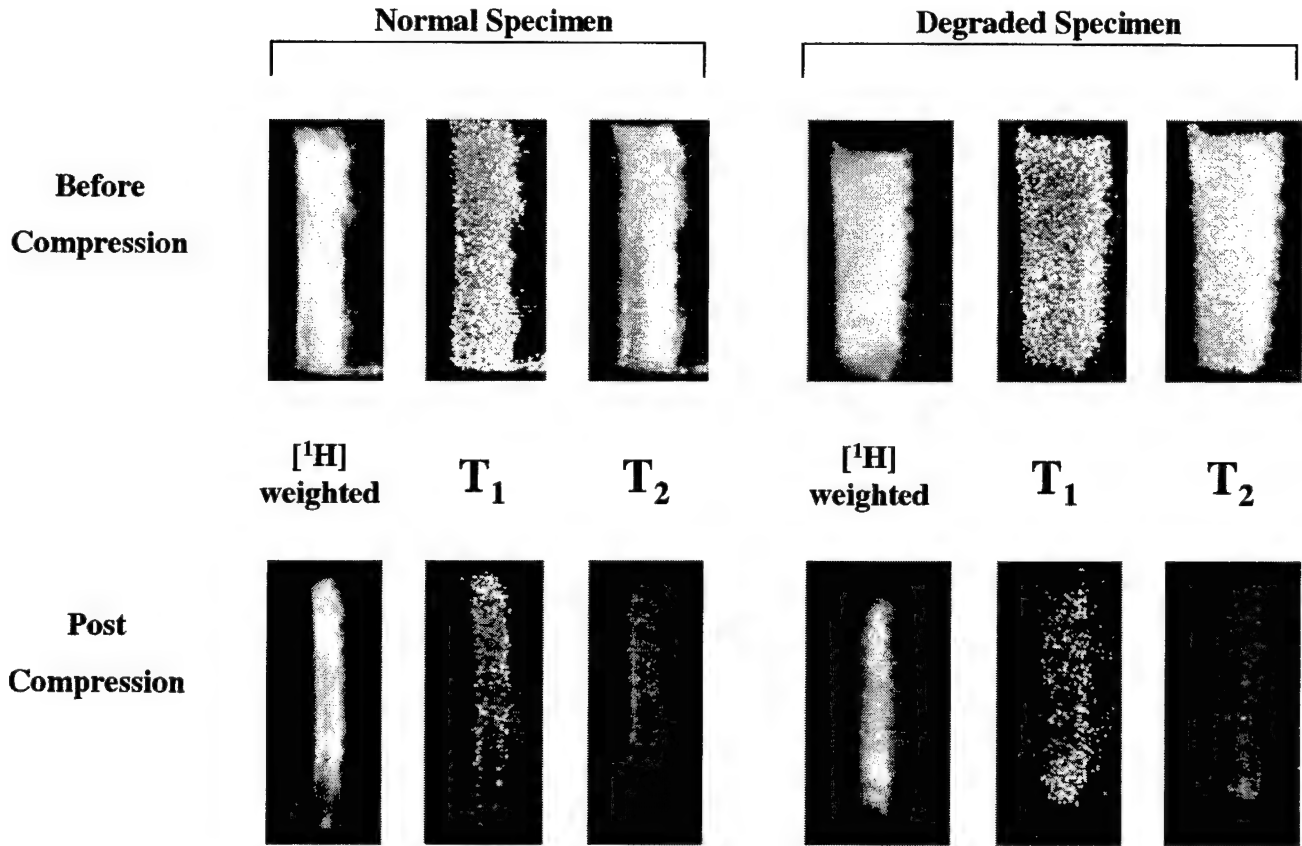 Normal Specimen
Degraded Specimen
Before
Compression
[¹H]
weighted
T₁
T₂
[¹H]
weighted
T₁
T₂
Post
Compression